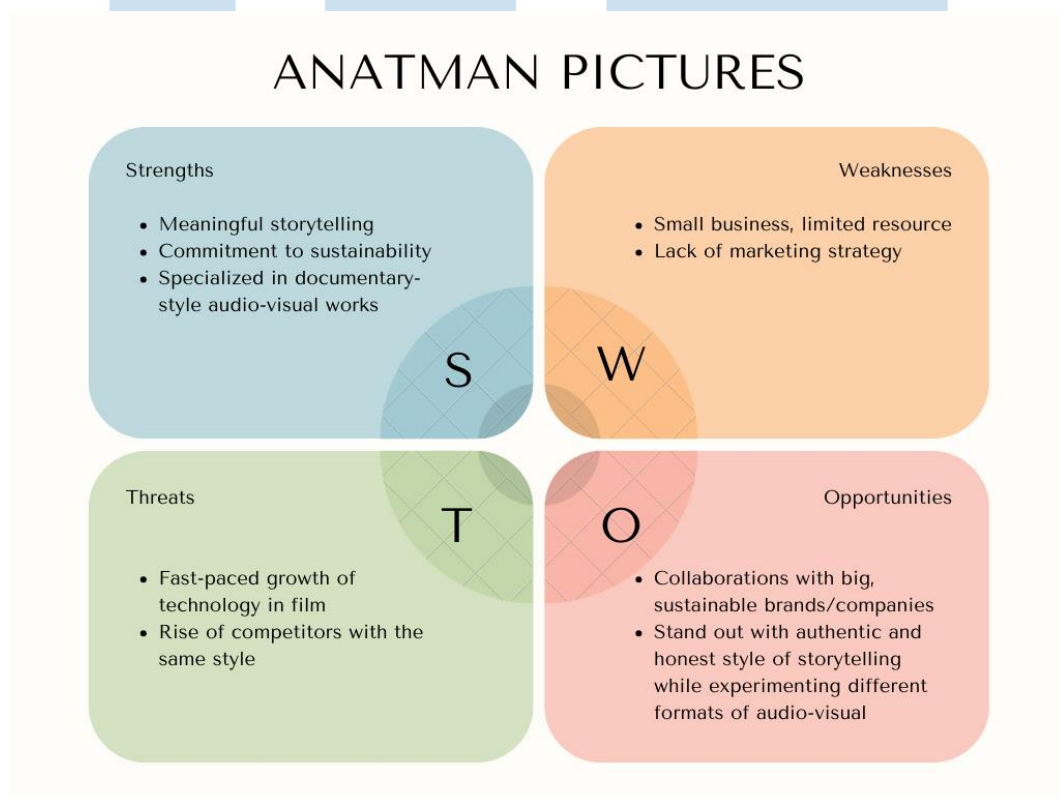 ANATMAN PICTURES
Strengths
• Meaningful storytelling
• Commitment to sustainability
• Specialized in documentary-
style audio-visual works
S
Weaknesses
• Small business, limited resource
• Lack of marketing strategy
W
Threats
T
• Fast-paced growth of
technology in film
• Rise of competitors with the
same style
Opportunities
O
• Collaborations with big,
sustainable brands/companies
• Stand out with authentic and
honest style of storytelling
while experimenting different
formats of audio-visual